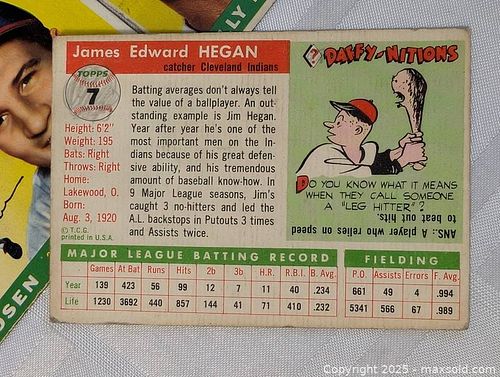 LLY
James Edward HEGAN
catcher Cleveland Indians
TOPPS
7
Height: 6'2"
Weight: 195
Bats: Right
Throws: Right
Home:
Lakewood, O.
Born:
Aug. 3, 1920
© T.C.G.
printed in U.S.A.
Batting averages don't always tell
the value of a ballplayer. An out-
standing example is Jim Hegan.
Year after year he's one of the
most important men on the In-
dians because of his great defen-
sive ability, and his tremendous
amount of baseball know-how. In
9 Major League seasons, Jim's
caught 3 no-hitters and led the
A.L. backstops in Putouts 3 times
and Assists twice.
? DAFFY-NITIONS
DO YOU KNOW WHAT IT MEANS
WHEN THEY CALL SOMEONE
A "LEG HITTER"?
ANS.: A player who relies on speed
to beat out hits.
MAJOR LEAGUE BATTING RECORD
Games At Bat Runs Hits 2b 3b H.R. R.B.I. B. Avg.
Year 139 423 56 99 12 7 11 40 .234
Life 1230 3692 440 857 144 41 71 410 .232
FIELDING
P.O. Assists Errors F. Avg.
661 49 4 .994
5341 566 67 .989
OSEN
Copyright 2025 - maxsold.com